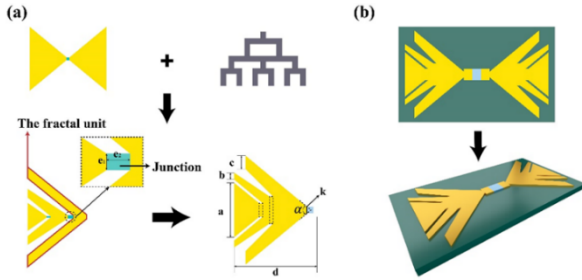 (a)
(b)
+
The fractal unit
e₂
e₁
Junction
c
b
a
α
k
d